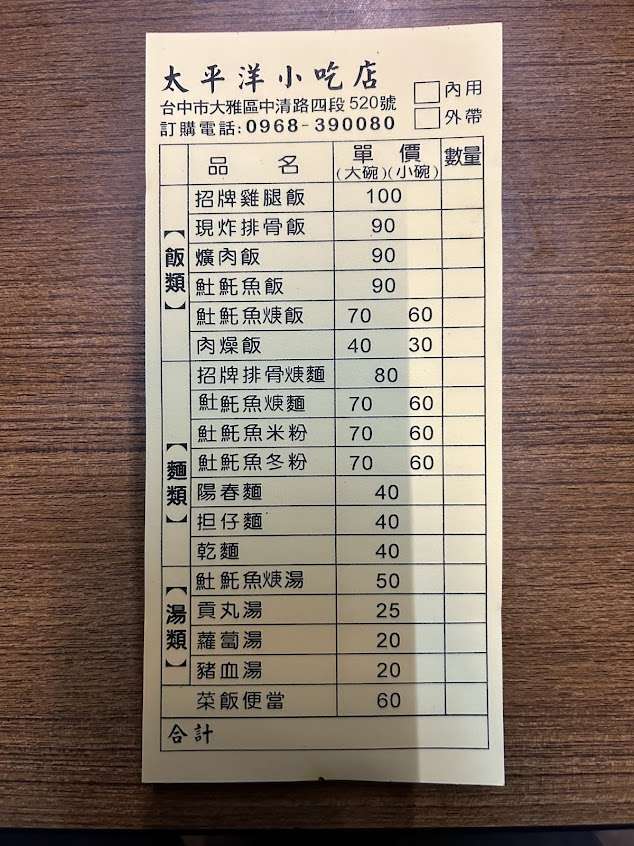 太平洋小吃店
台中市大雅區中清路四段520號
訂購電話:0968-390080
□內用
□外帶
品名 單價(大碗)(小碗) 數量
【飯類】
招牌雞腿飯 100
現炸排骨飯 90
爌肉飯 90
魠魠魚飯 90
魠魠魚焿飯 70 60
肉燥飯 40 30
【麵類】
招牌排骨焿麵 80
魠魠魚焿麵 70 60
魠魠魚米粉 70 60
魠魠魚冬粉 70 60
陽春麵 40
担仔麵 40
乾麵 40
【湯類】
魠魠魚焿湯 50
貢丸湯 25
蘿蔔湯 20
豬血湯 20
菜飯便當 60
合計